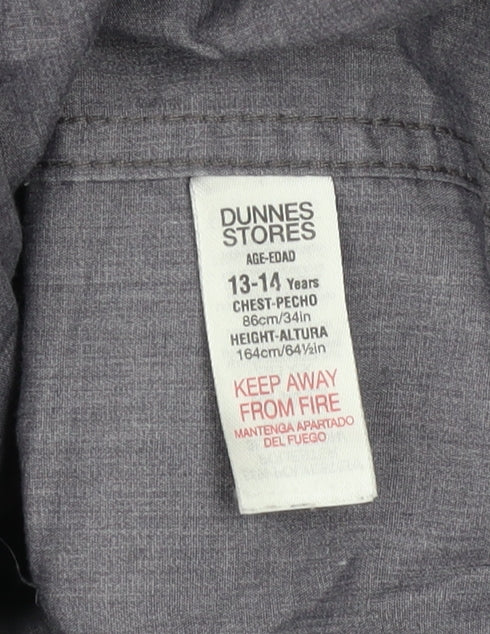 DUNNES
STORES
AGE-EDAD
13-14 Years
CHEST-PECHO
86cm/34in
HEIGHT-ALTURA
164cm/64½in
KEEP AWAY
FROM FIRE
MANTENGA APARTADO
DEL FUEGO